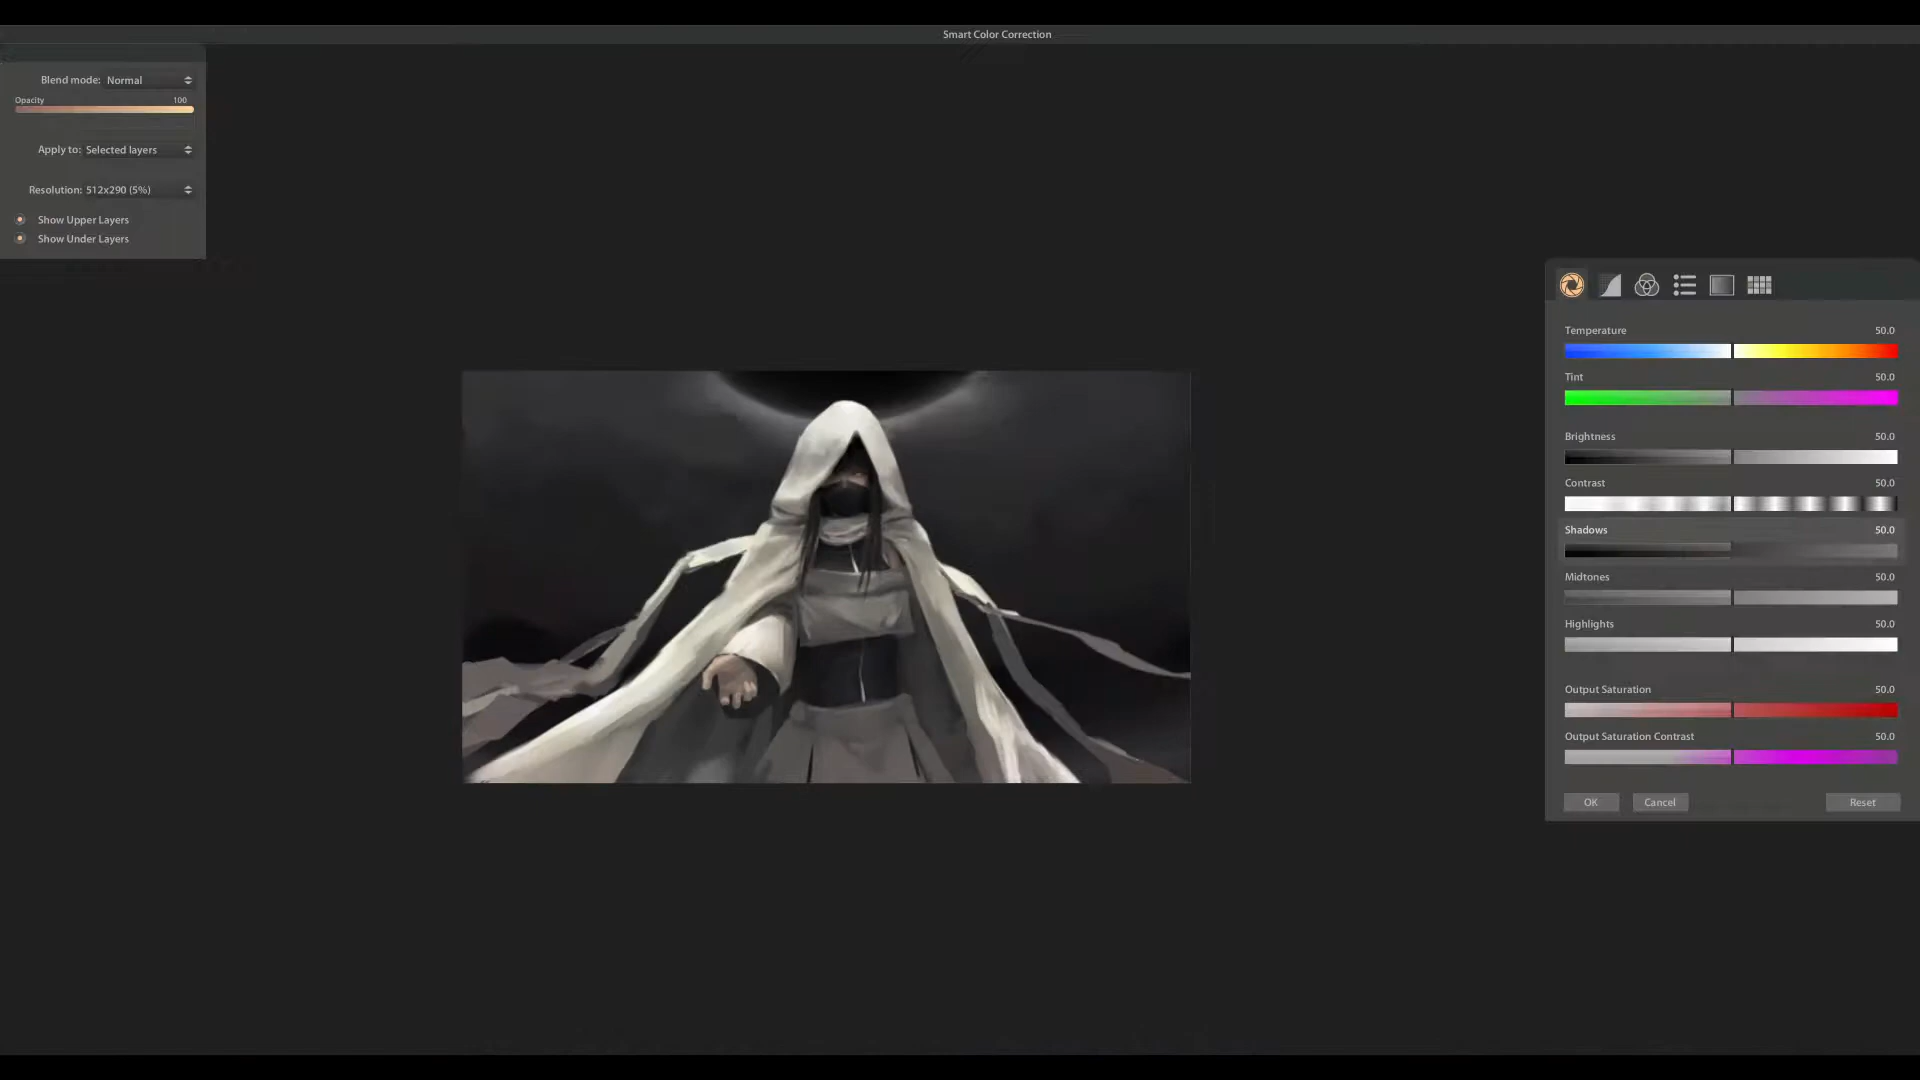 Smart Color Correction
Blend mode: Normal
Opacity 100
Apply to: Selected layers
Resolution: 512x290 (5%)
Show Upper Layers
Show Under Layers
Temperature 50.0
Tint 50.0
Brightness 50.0
Contrast 50.0
Shadows 50.0
Midtones 50.0
Highlights 50.0
Output Saturation 50.0
Output Saturation Contrast 50.0
OK Cancel Reset